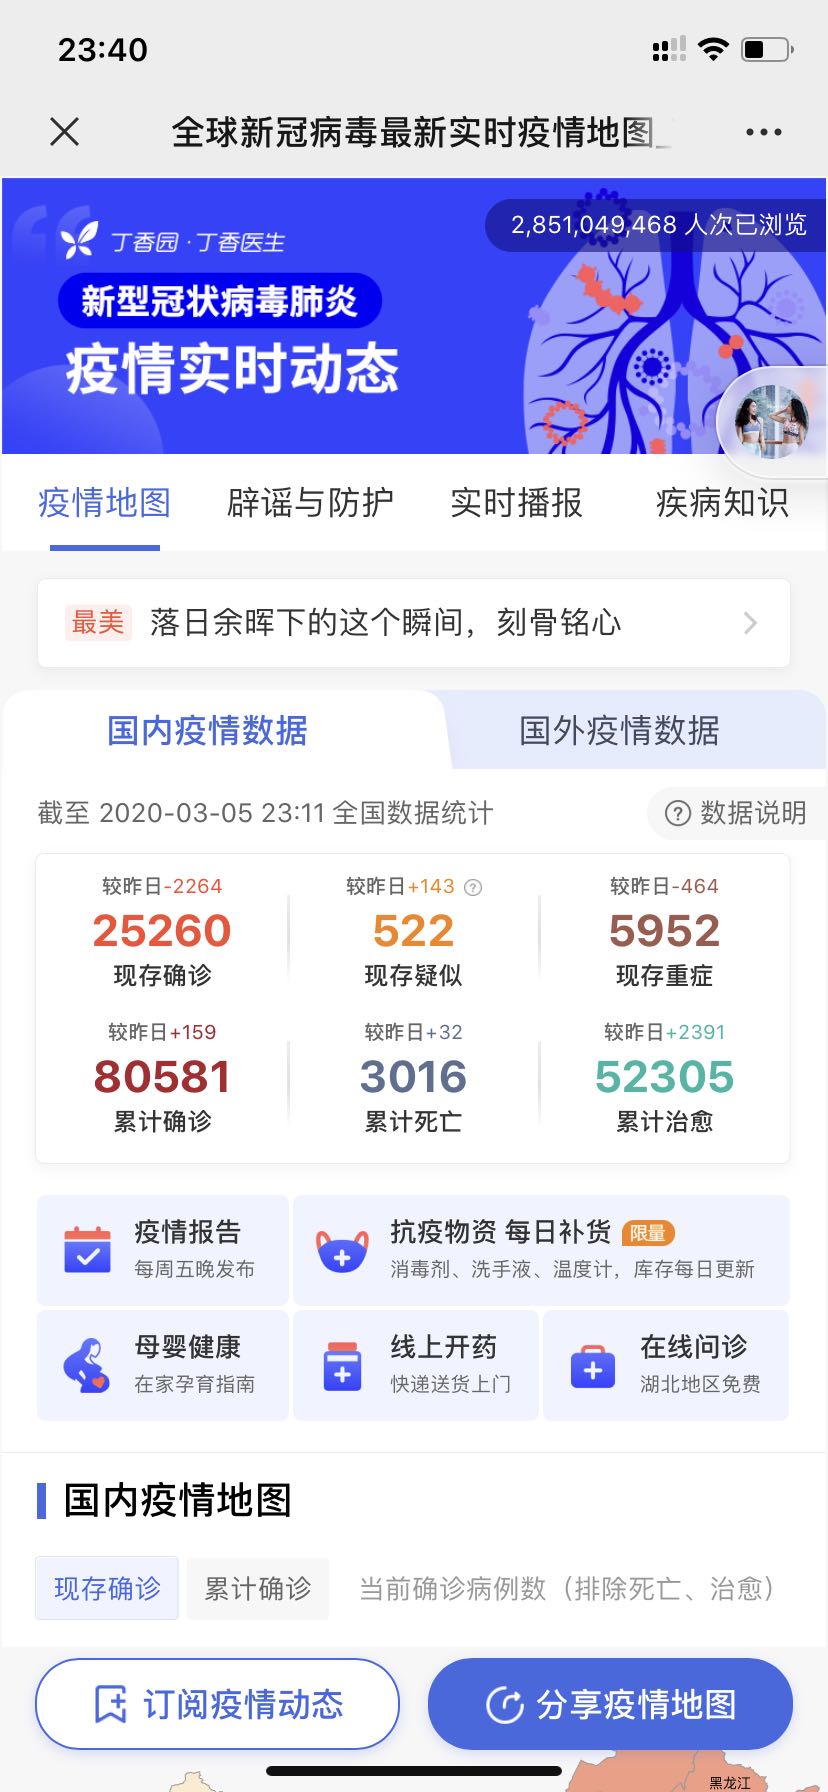 23:40
全球新冠病毒最新实时疫情地图_
丁香园·丁香医生
2,851,049,468 人次已浏览
新型冠状病毒肺炎
疫情实时动态
疫情地图 辟谣与防护 实时播报 疾病知识
最美 落日余晖下的这个瞬间，刻骨铭心
国内疫情数据 国外疫情数据
截至 2020-03-05 23:11 全国数据统计 ? 数据说明
较昨日-2264 较昨日+143 ? 较昨日-464
25260 522 5952
现存确诊 现存疑似 现存重症
较昨日+159 较昨日+32 较昨日+2391
80581 3016 52305
累计确诊 累计死亡 累计治愈
疫情报告 抗疫物资 每日补货 限量
每周五晚发布 消毒剂、洗手液、温度计，库存每日更新
母婴健康 线上开药 在线问诊
在家孕育指南 快递送货上门 湖北地区免费
国内疫情地图
现存确诊 累计确诊 当前确诊病例数（排除死亡、治愈）
订阅疫情动态 分享疫情地图
黑龙江